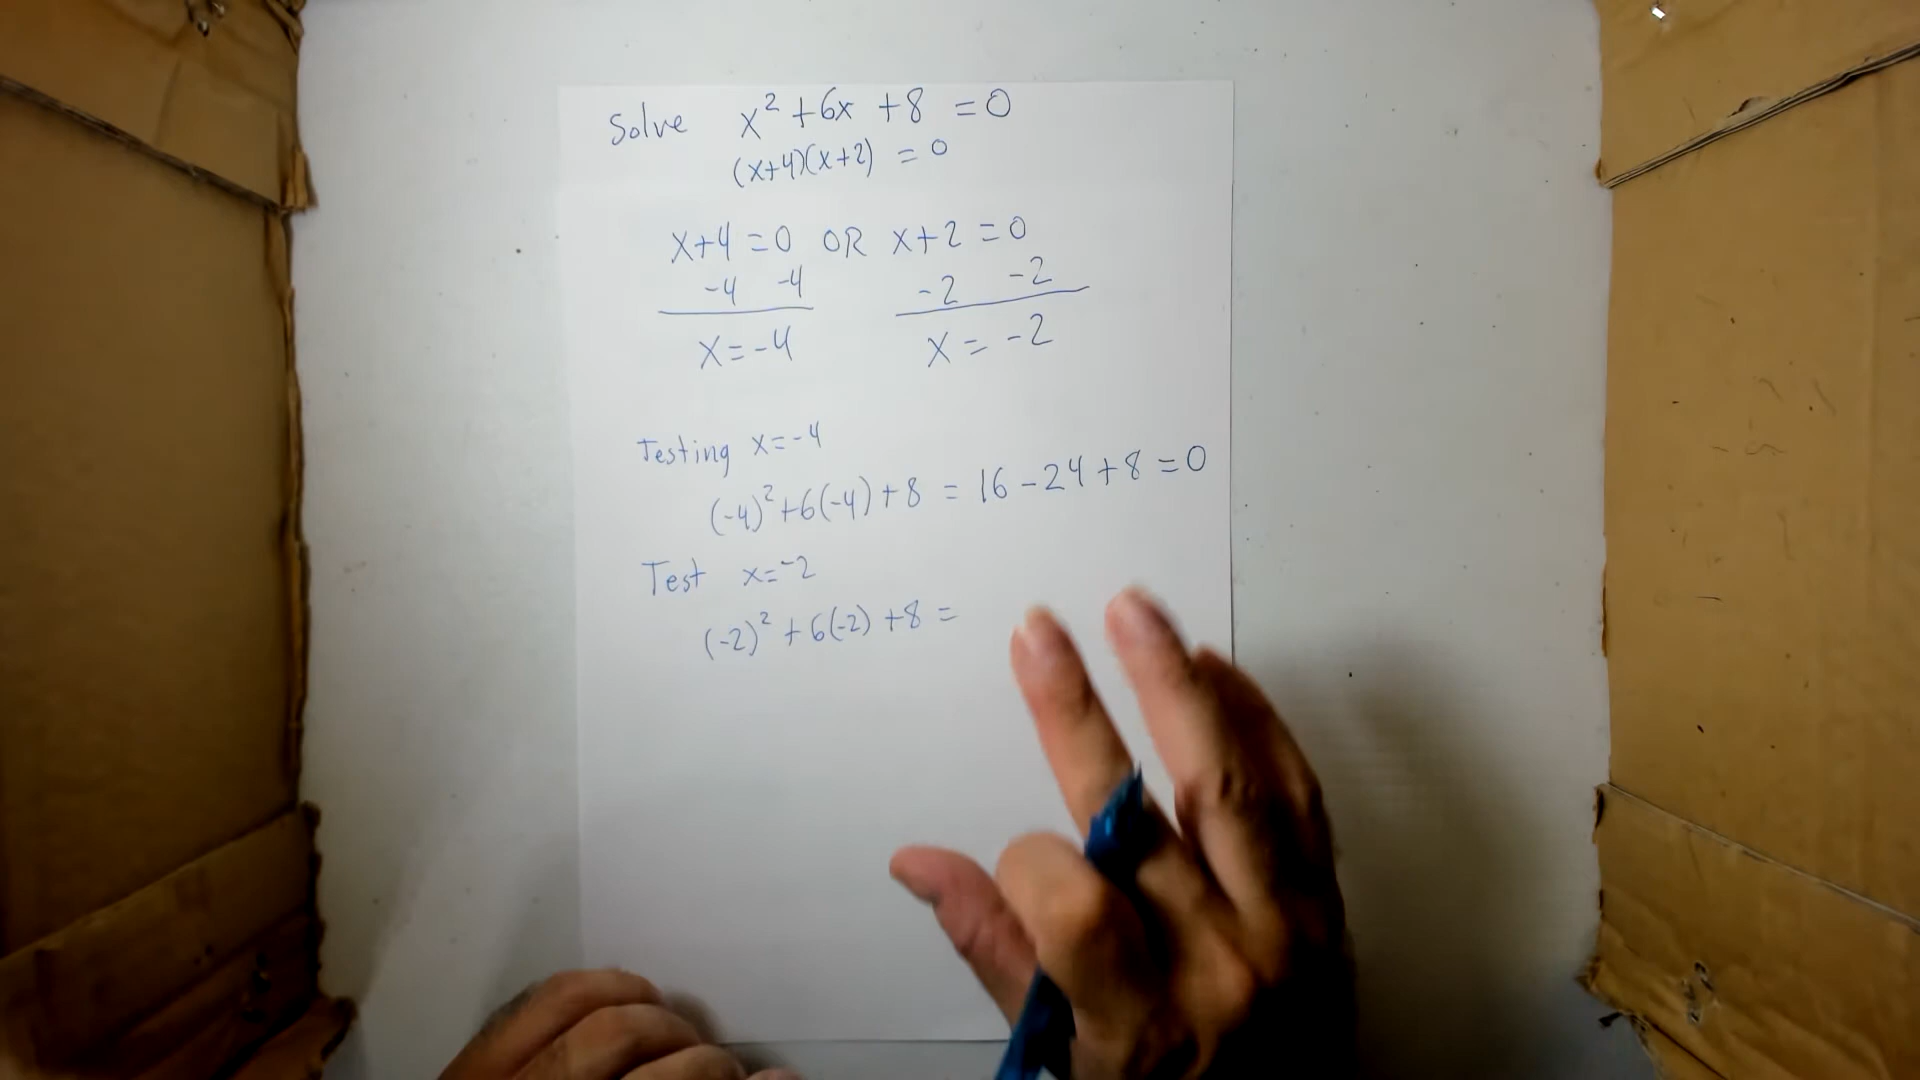 Solve x² + 6x + 8 = 0
(x+4)(x+2) = 0
x+4 = 0 OR x+2 = 0
-4 -4 -2 -2
x = -4 x = -2
Testing x = -4
(-4)² + 6(-4) + 8 = 16 - 24 + 8 = 0
Test x = -2
(-2)² + 6(-2) + 8 =